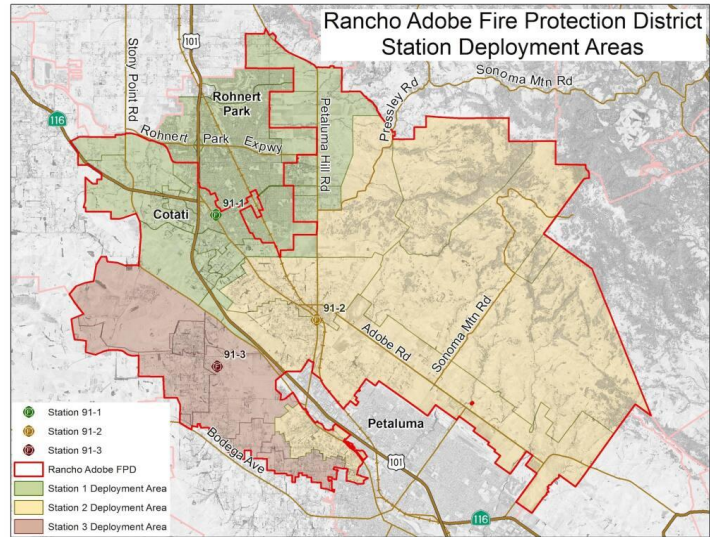 Rancho Adobe Fire Protection District
Station Deployment Areas
101
Stony Point Rd
Sonoma Mtn Rd
Pressley Rd
Rohnert
Park
Petaluma Hill Rd
116
Rohnert Park Expwy
91-1
Cotati
91-2
Adobe Rd
Sonoma Mtn Rd
91-3
Petaluma
Bodega Ave
101
116
Station 91-1
Station 91-2
Station 91-3
Rancho Adobe FPD
Station 1 Deployment Area
Station 2 Deployment Area
Station 3 Deployment Area